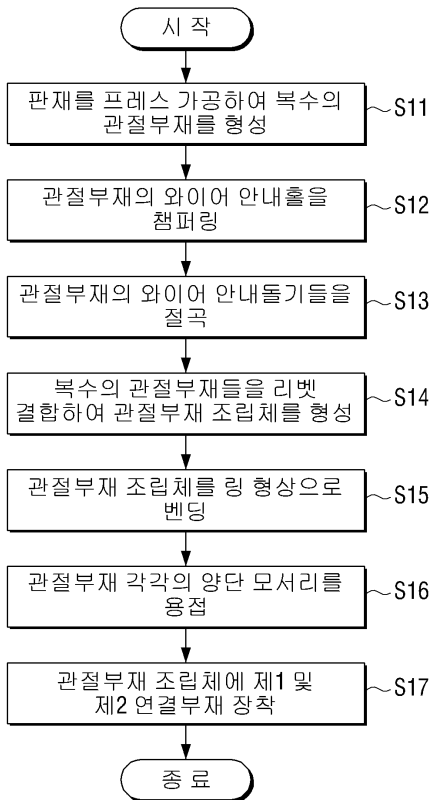 시 작
판재를 프레스 가공하여 복수의
관절부재를 형성
S11
관절부재의 와이어 안내홀을
챔퍼링
S12
관절부재의 와이어 안내돌기들을
절곡
S13
복수의 관절부재들을 리벳
결합하여 관절부재 조립체를 형성
S14
관절부재 조립체를 링 형상으로
벤딩
S15
관절부재 각각의 양단 모서리를
용접
S16
관절부재 조립체에 제1 및
제2 연결부재 장착
S17
종 료